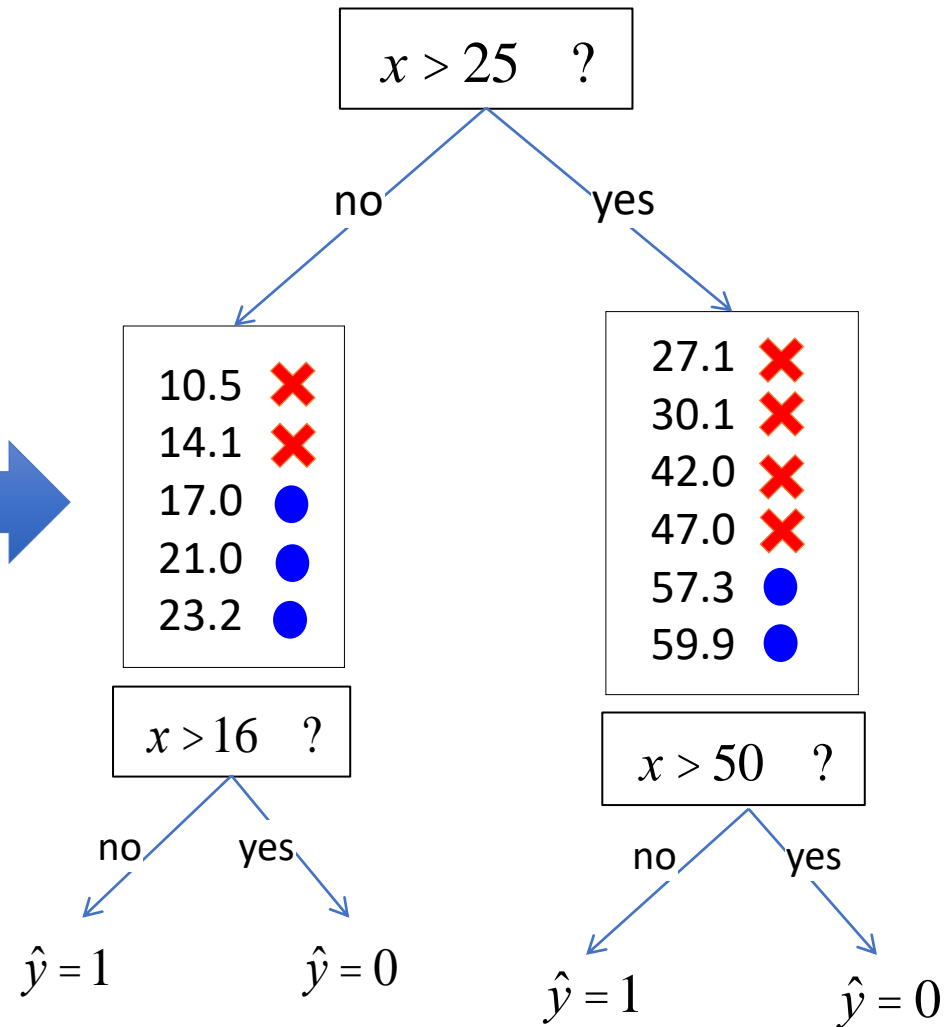 x > 25 ?
no
yes
10.5
14.1
17.0
21.0
23.2
27.1
30.1
42.0
47.0
57.3
59.9
x > 16 ?
x > 50 ?
no
yes
no
yes
ŷ = 1
ŷ = 0
ŷ = 1
ŷ = 0